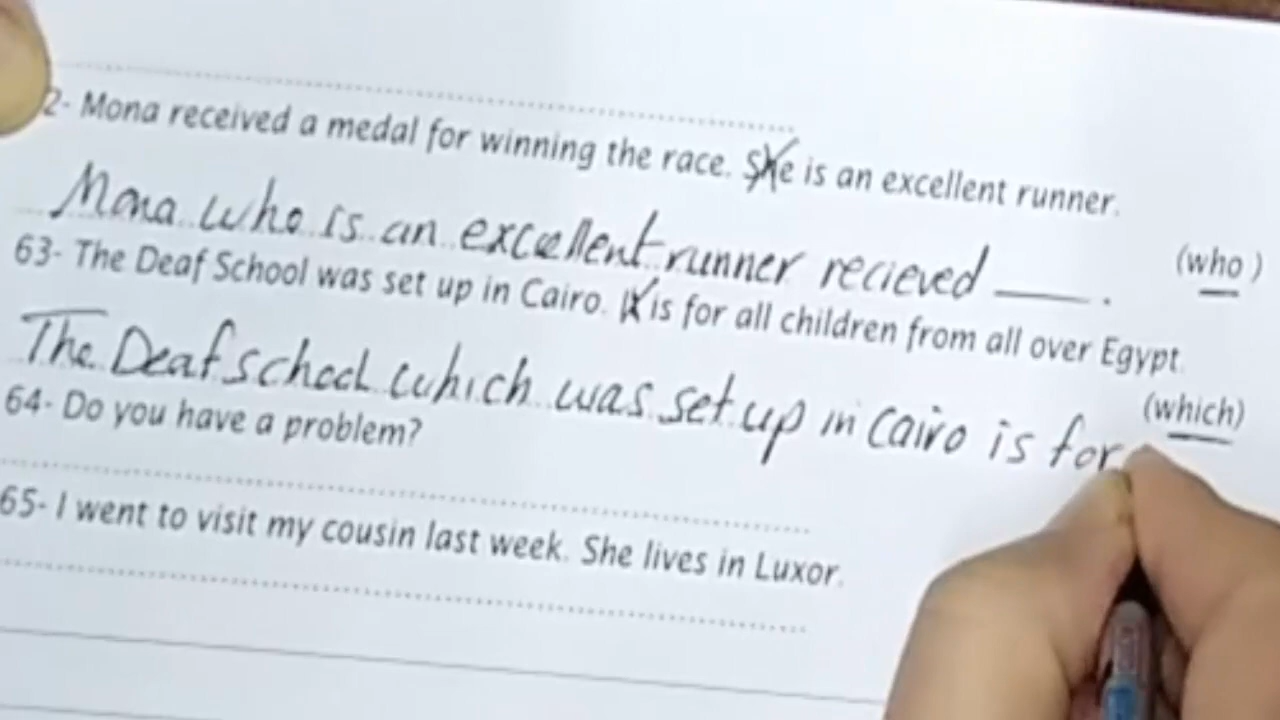 2- Mona received a medal for winning the race. She is an excellent runner.
Mona who is an excellent runner recieved ____ .
(who)
63- The Deaf School was set up in Cairo. It is for all children from all over Egypt.
The Deaf school which was set up in Cairo is for
(which)
64- Do you have a problem?
65- I went to visit my cousin last week. She lives in Luxor.